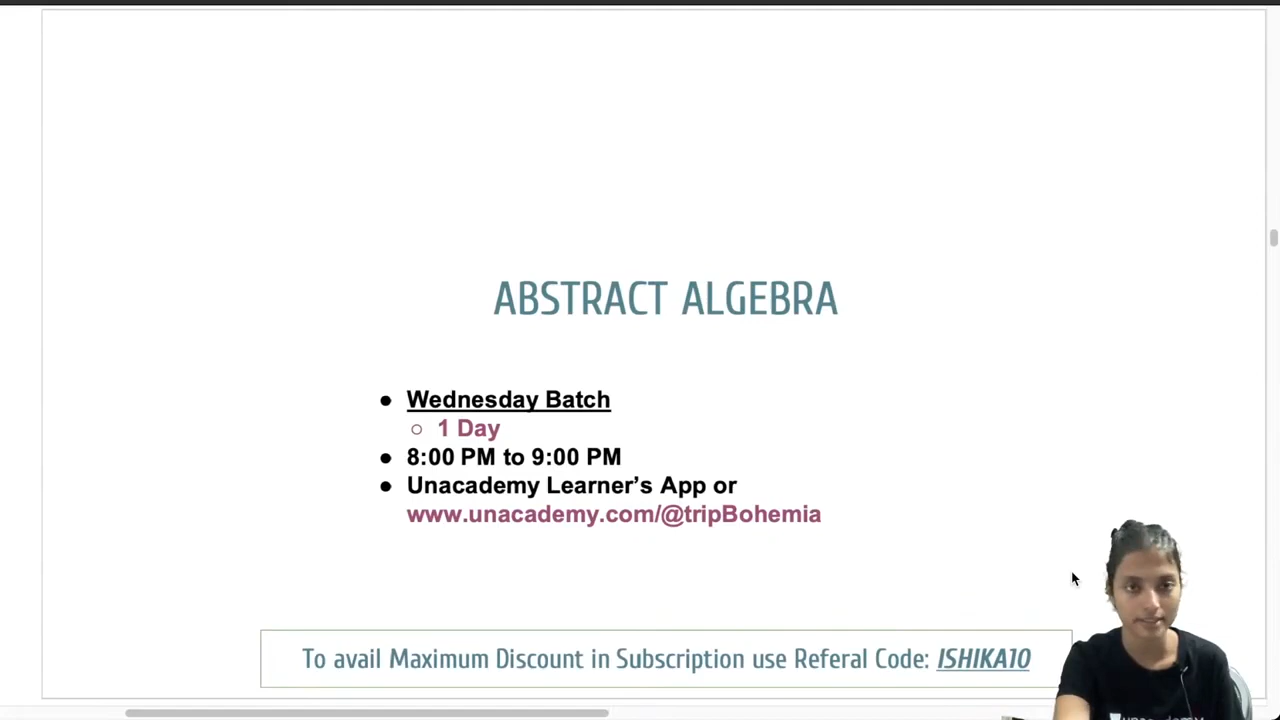 ABSTRACT ALGEBRA
● Wednesday Batch
○ 1 Day
● 8:00 PM to 9:00 PM
● Unacademy Learner’s App or
www.unacademy.com/@tripBohemia
To avail Maximum Discount in Subscription use Referal Code: ISHIKA10